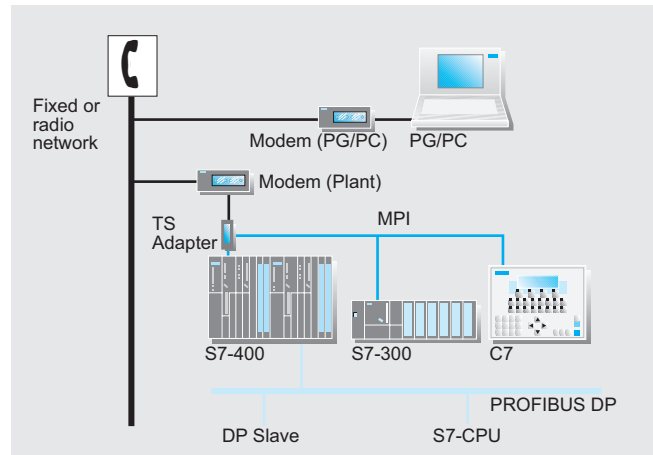 Fixed or
radio
network
Modem (PG/PC)
PG/PC
Modem (Plant)
TS
Adapter
MPI
S7-400
S7-300
C7
PROFIBUS DP
DP Slave
S7-CPU